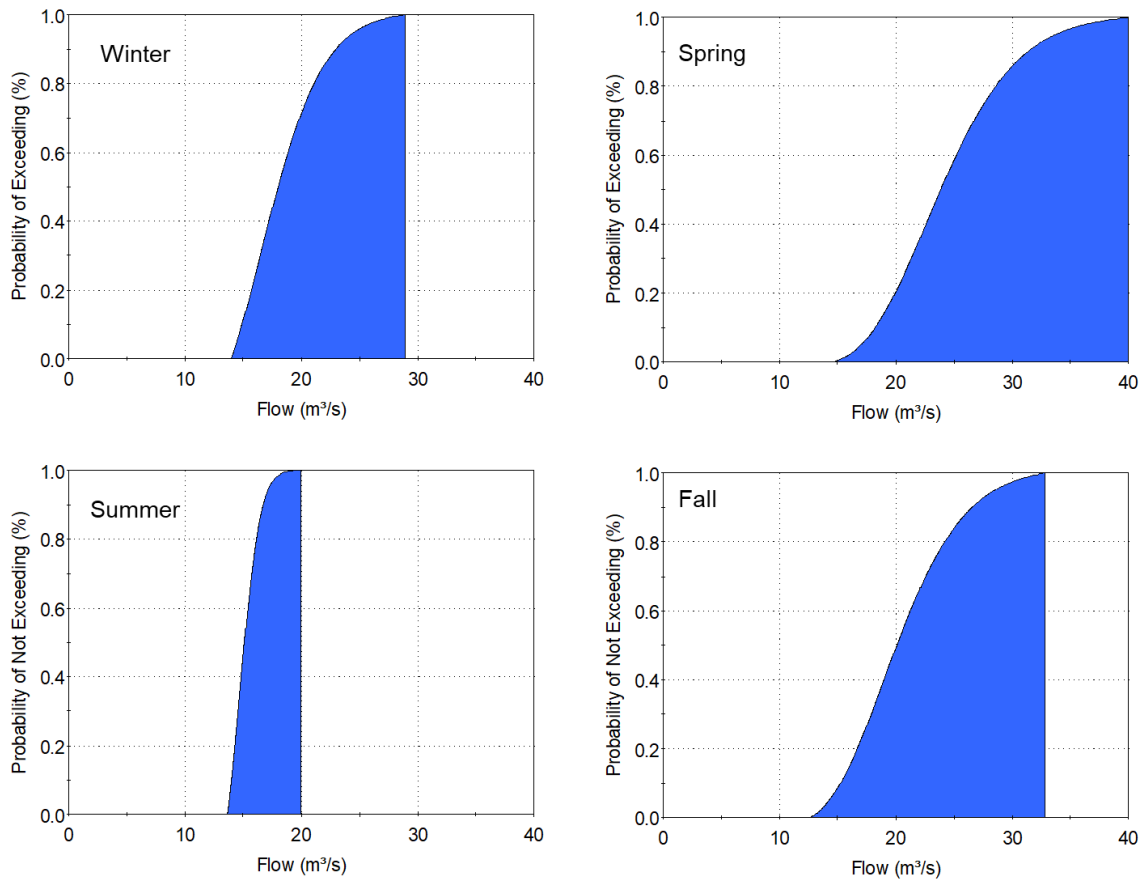 Winter
Probability of Exceeding (%)
1.0
0.8
0.6
0.4
0.2
0.0
0 10 20 30 40
Flow (m³/s)
Spring
Probability of Exceeding (%)
1.0
0.8
0.6
0.4
0.2
0.0
0 10 20 30 40
Flow (m³/s)
Summer
Probability of Not Exceeding (%)
1.0
0.8
0.6
0.4
0.2
0.0
0 10 20 30 40
Flow (m³/s)
Fall
Probability of Not Exceeding (%)
1.0
0.8
0.6
0.4
0.2
0.0
0 10 20 30 40
Flow (m³/s)